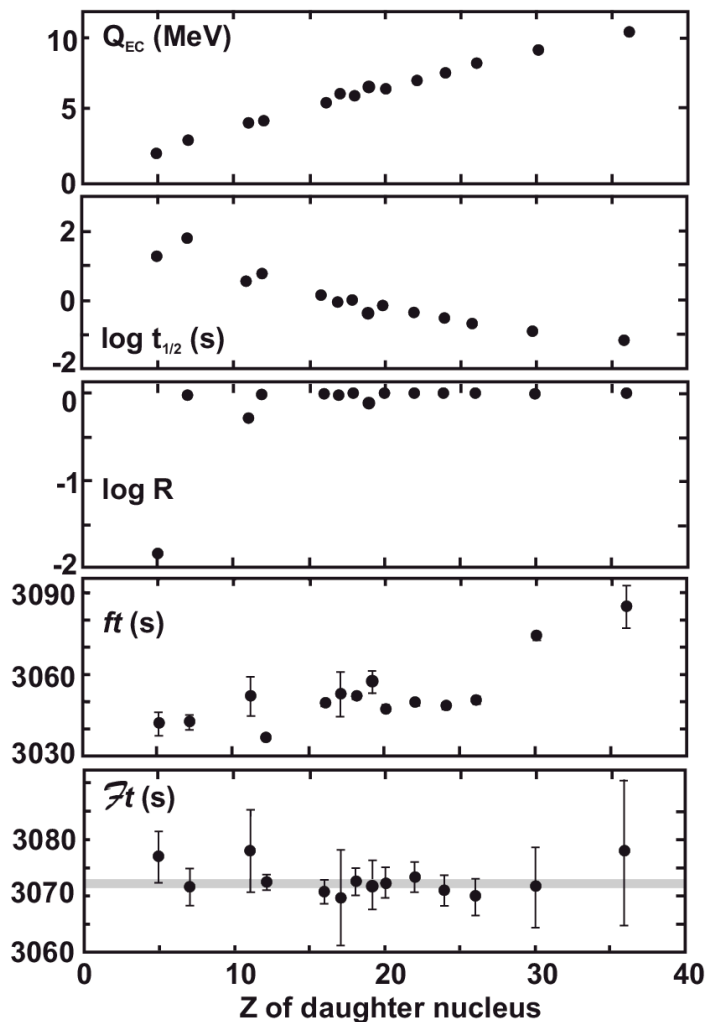 Q_EC (MeV)
10
5
0
log t_1/2 (s)
2
0
-2
log R
0
-1
-2
ft (s)
3090
3060
3030
ℱt (s)
3080
3070
3060
0 10 20 30 40
Z of daughter nucleus